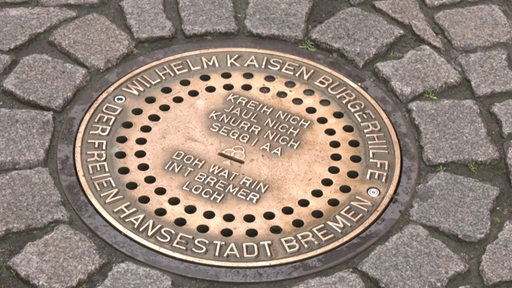 WILHELM KAISEN BÜRGERHILFE
DER FREIEN HANSESTADT BREMEN
KREIH NICH
JAUL NICH
KNURR NICH
SEGG I AA
DOH WAT RIN
IN'T BREMER
LOCH